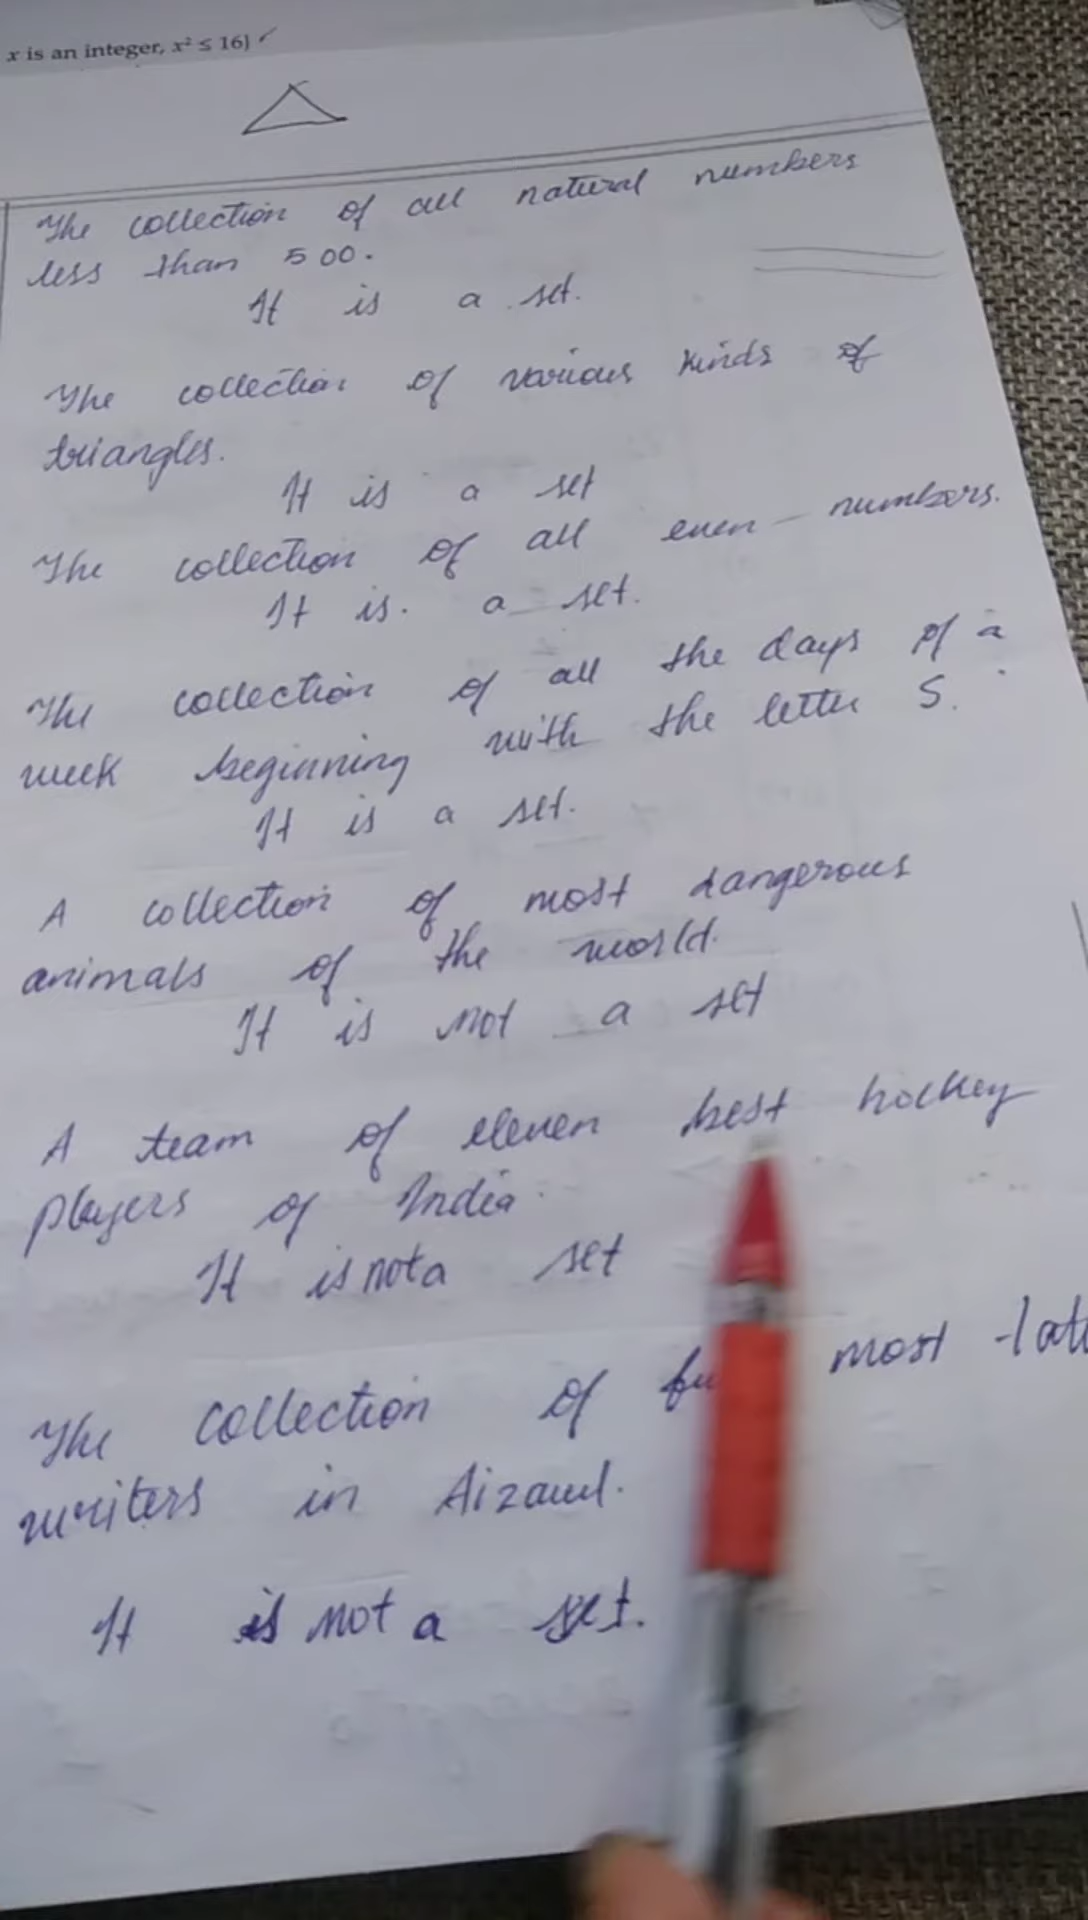 x is an integer, x² ≤ 16}
The collection of all natural numbers
less than 500.
It is a set.
The collection of various kinds of
triangles.
It is a set
The collection of all even numbers.
It is a set.
The collection of all the days of a
week beginning with the letter S.
It is a set.
A collection of most dangerous
animals of the world.
It is not a set
A team of eleven best hockey
players of India.
It is not a set
The collection of most
writers in Aizawl.
It is not a set.